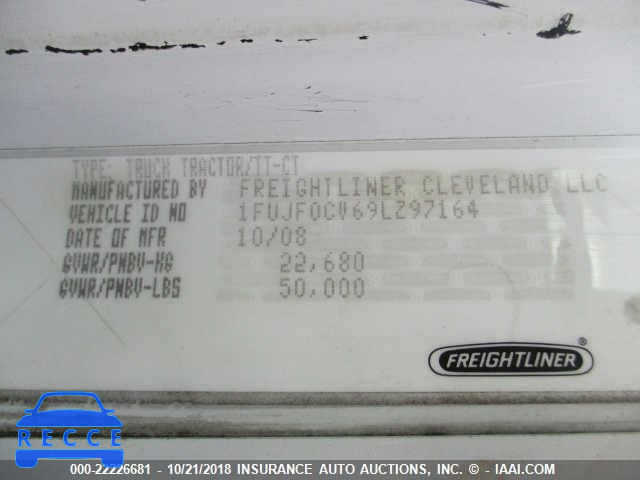 TYPE: TRUCK TRACTOR/TT-CT
MANUFACTURED BY FREIGHTLINER CLEVELAND LLC
VEHICLE ID NO 1FUJF0CV69LZ97164
DATE OF MFR 10/08
GVWR/PNBV-KG 22,680
GVWR/PNBV-LBS 50,000
FREIGHTLINER®
RECCE
000-22226681 - 10/21/2018 INSURANCE AUTO AUCTIONS, INC. © - IAAI.COM